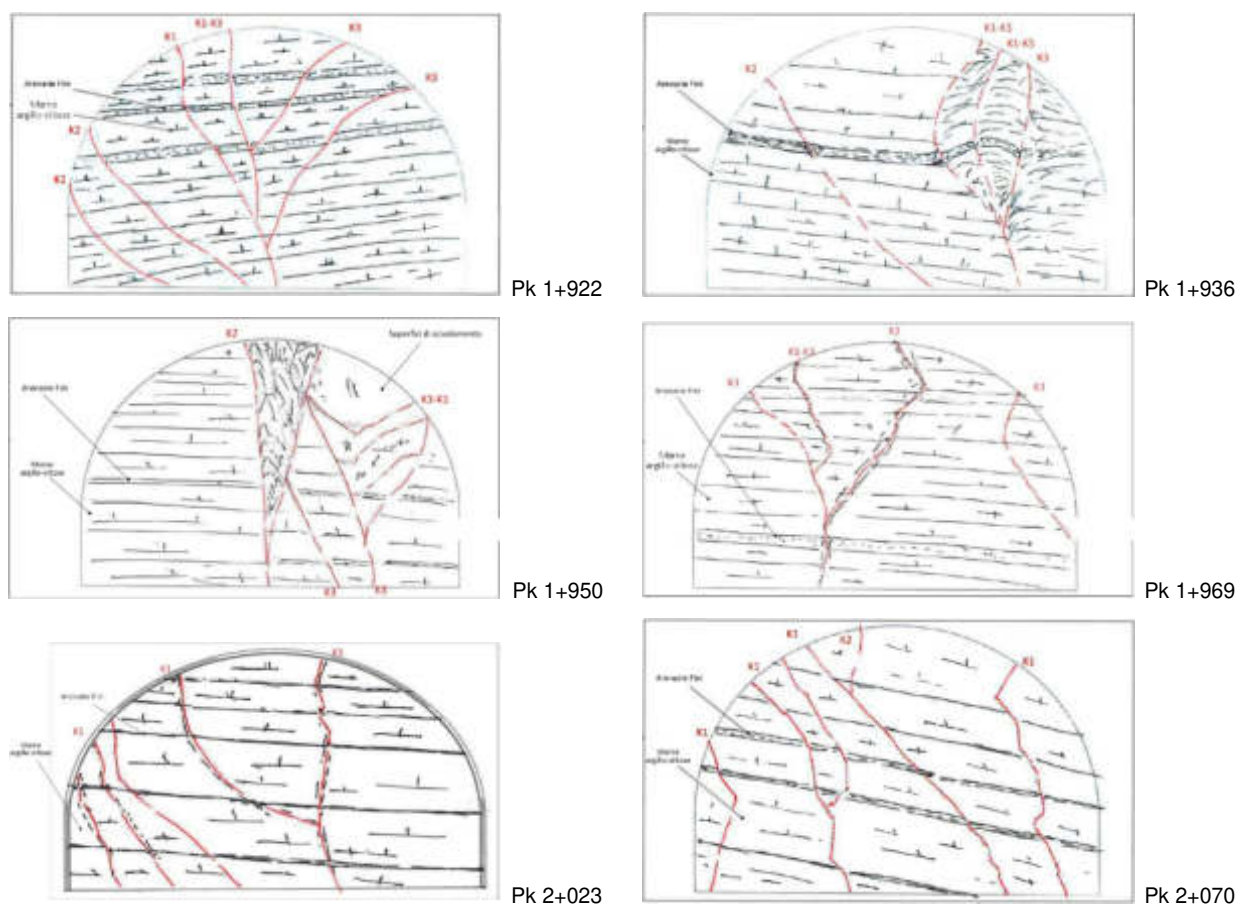 K1
K2-K3
K3
K3
Arenarie fini
Marne
argillo-siltose
K2
K2
Pk 1+922
K1-K3
K1-K3
K3
K2
Arenarie fini
Marne
argillo-siltose
Pk 1+936
K2
Superfici di scivolamento
K3-K1
Arenarie fini
Marne
argillo-siltose
K3
K3
Pk 1+950
K3
K1
K1
Arenarie fini
Marne
argillo-siltose
Pk 1+969
K1
K3
Arenarie fini
K1
Marne
argillo-siltose
Pk 2+023
K1
K2
K1
K1
Arenarie fini
K1
Marne
argillo-siltose
Pk 2+070